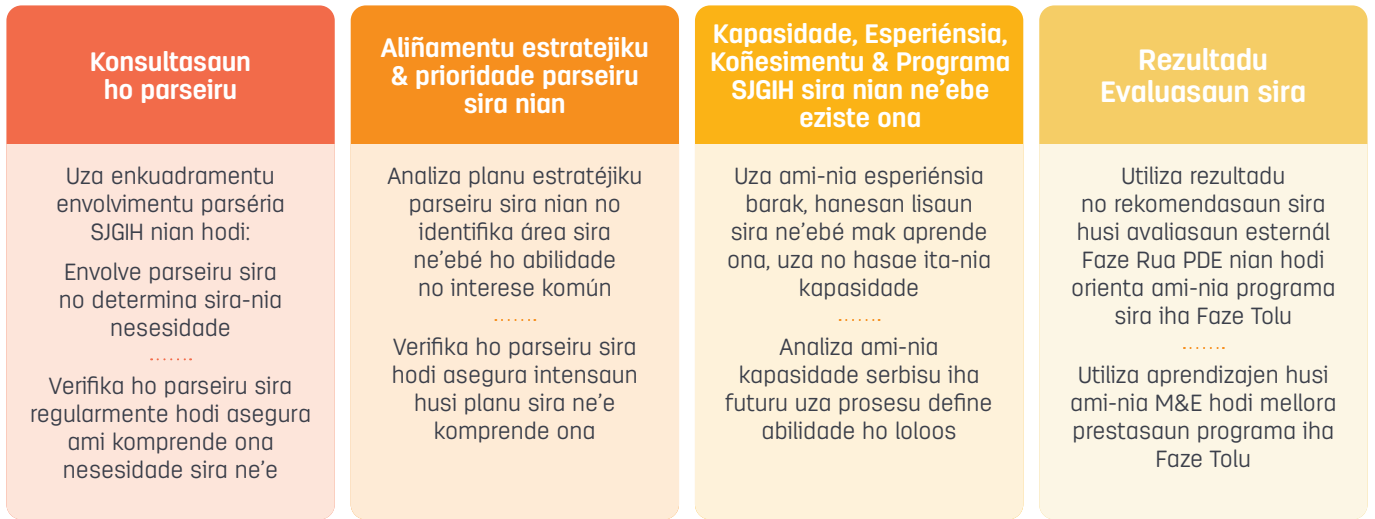 Konsultasaun
ho parseiru
Uza enkuadramentu
envolvimentu parséria
SJGIH nian hodi:
Envolve parseiru sira
no determina sira-nia
nesesidade
Verifika ho parseiru sira
regularmente hodi asegura
ami komprende ona
nesesidade sira ne’e
Aliñamentu estratejiku
& prioridade parseiru
sira nian
Analiza planu estratéjiku
parseiru sira nian no
identifika área sira
ne’ebé ho abilidade
no interese komún
Verifika ho parseiru sira
hodi asegura intensaun
husi planu sira ne’e
komprende ona
Kapasidade, Esperiénsia,
Koñesimentu & Programa
SJGIH sira nian ne’ebe
eziste ona
Uza ami-nia esperiénsia
barak, hanesan lisaun
sira ne’ebé mak aprende
ona, uza no hasae ita-nia
kapasidade
Analiza ami-nia
kapasidade serbisu iha
futuru uza prosesu define
abilidade ho loloos
Rezultadu
Evaluasaun sira
Utiliza rezultadu
no rekomendasaun sira
husi avaliasaun esternál
Faze Rua PDE nian hodi
orienta ami-nia programa
sira iha Faze Tolu
Utiliza aprendizajen husi
ami-nia M&E hodi mellora
prestasaun programa iha
Faze Tolu